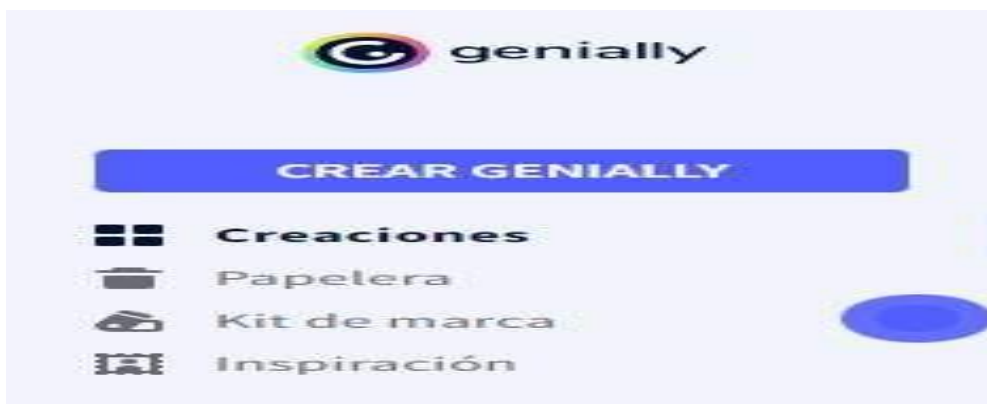 genially
CREAR GENIALLY
Creaciones
Papelera
Kit de marca
Inspiración